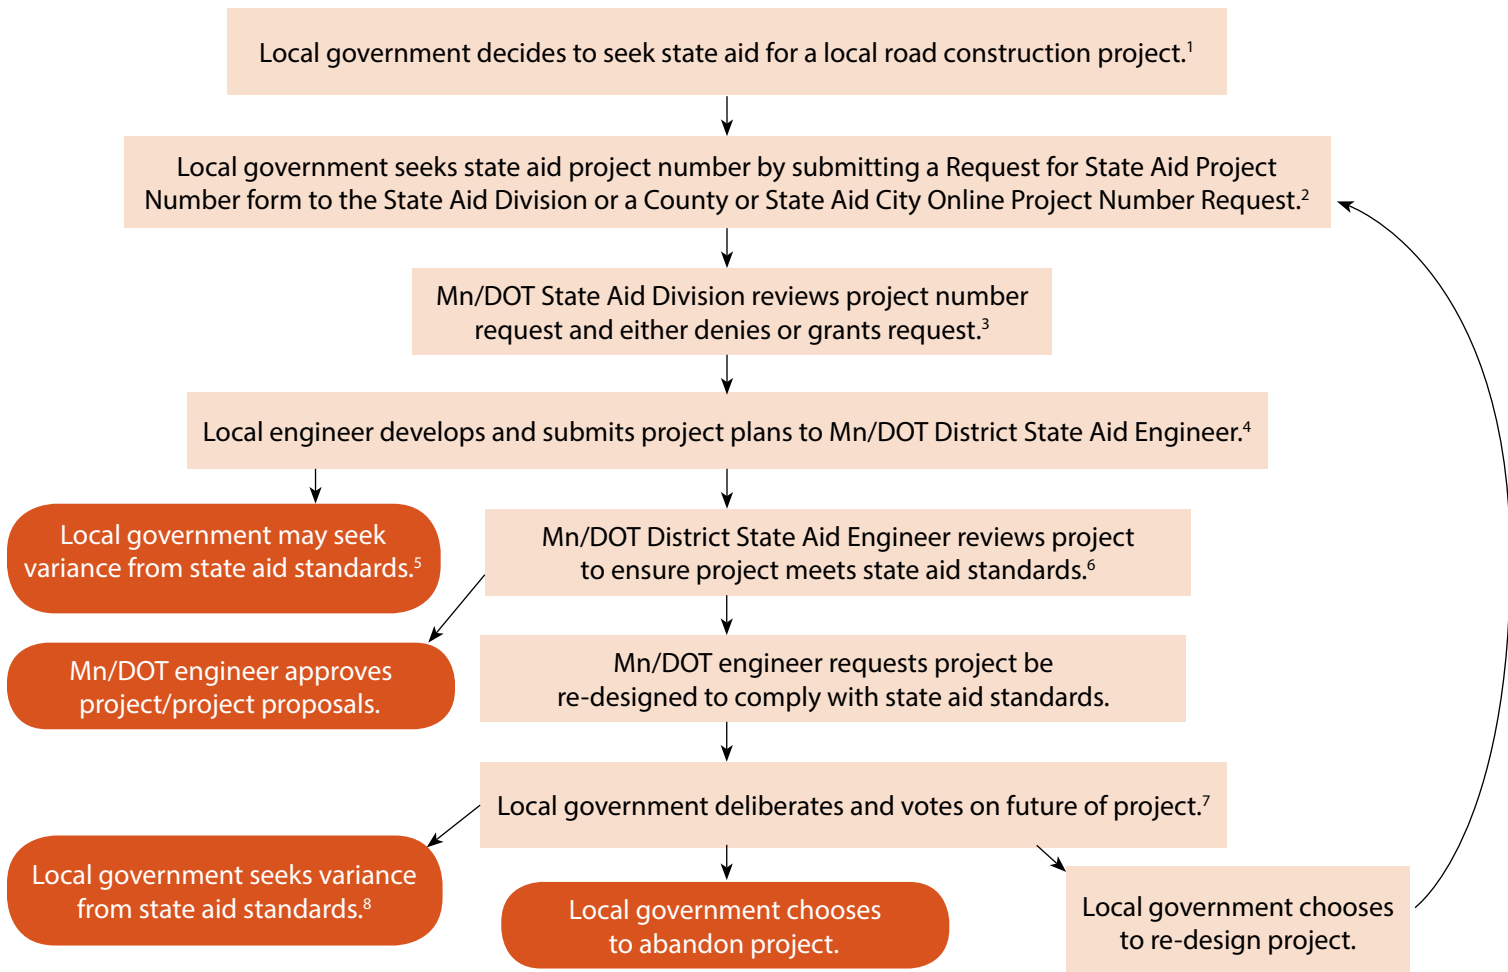 Local government decides to seek state aid for a local road construction project.¹
Local government seeks state aid project number by submitting a Request for State Aid Project
Number form to the State Aid Division or a County or State Aid City Online Project Number Request.²
Mn/DOT State Aid Division reviews project number
request and either denies or grants request.³
Local engineer develops and submits project plans to Mn/DOT District State Aid Engineer.⁴
Local government may seek
variance from state aid standards.⁵
Mn/DOT District State Aid Engineer reviews project
to ensure project meets state aid standards.⁶
Mn/DOT engineer approves
project/project proposals.
Mn/DOT engineer requests project be
re-designed to comply with state aid standards.
Local government deliberates and votes on future of project.⁷
Local government seeks variance
from state aid standards.⁸
Local government chooses
to abandon project.
Local government chooses
to re-design project.